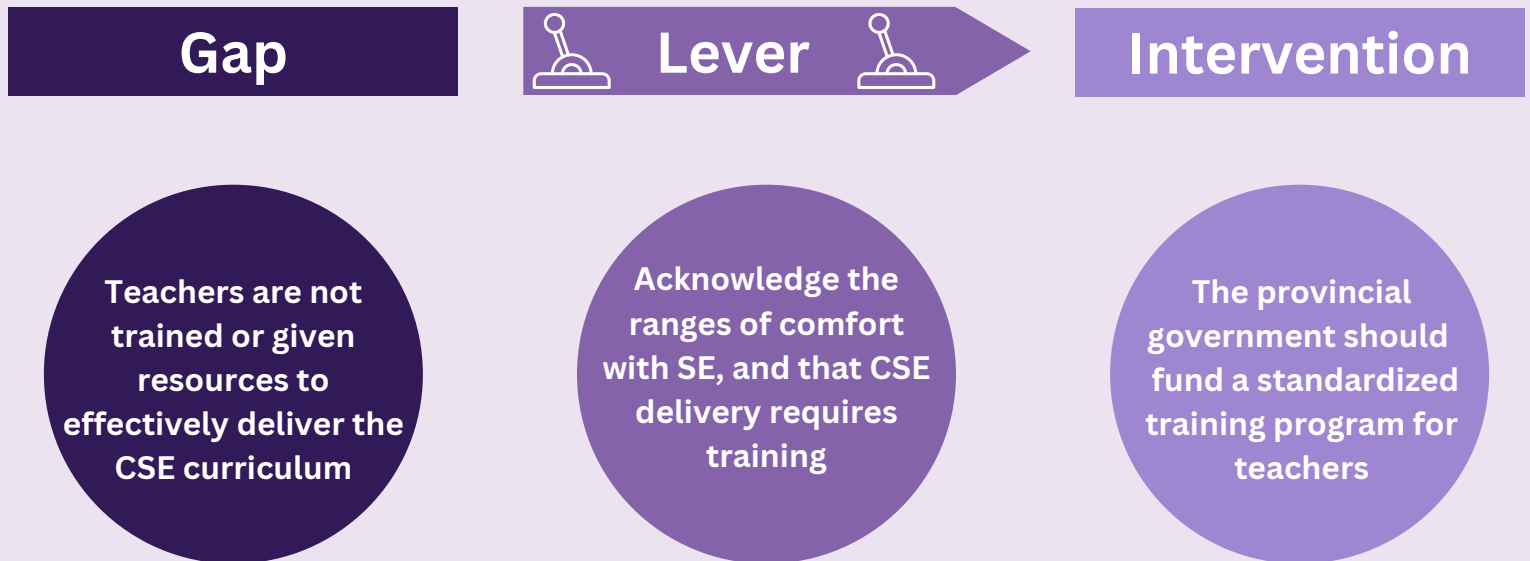 Gap
Lever
Intervention
Teachers are not
trained or given
resources to
effectively deliver the
CSE curriculum
Acknowledge the
ranges of comfort
with SE, and that CSE
delivery requires
training
The provincial
government should
fund a standardized
training program for
teachers